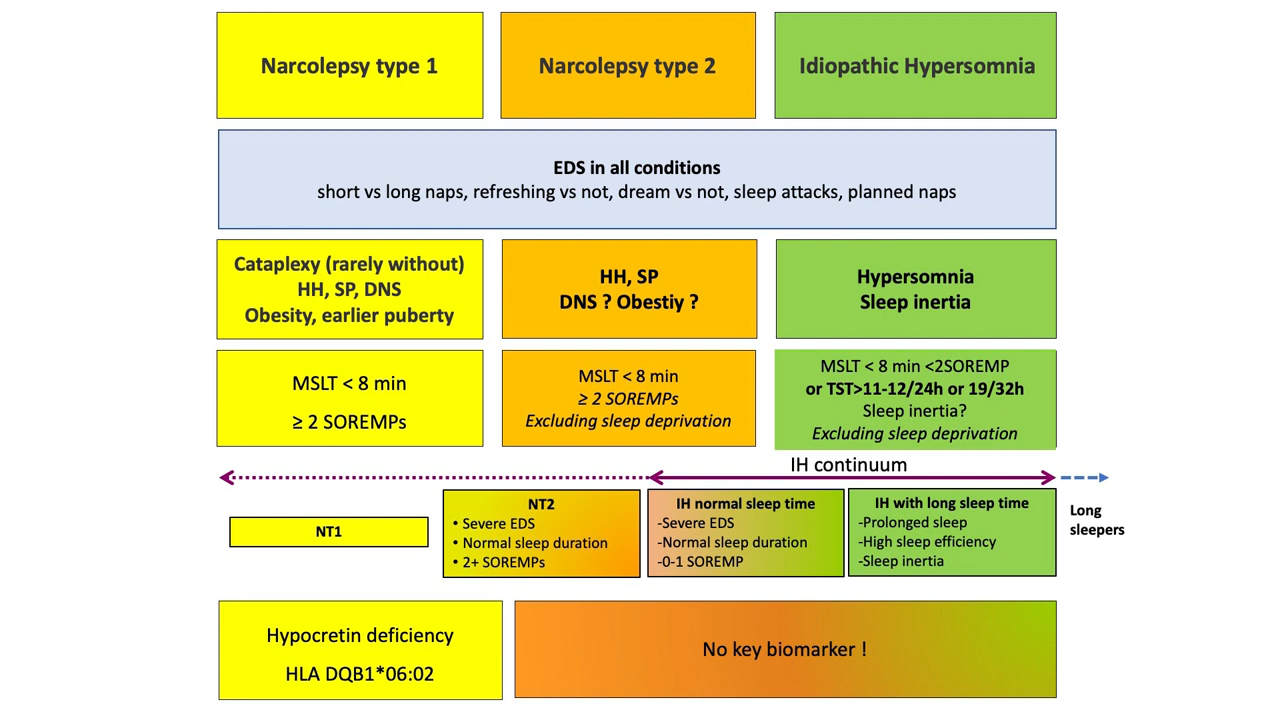 Narcolepsy type 1
Narcolepsy type 2
Idiopathic Hypersomnia
EDS in all conditions
short vs long naps, refreshing vs not, dream vs not, sleep attacks, planned naps
Cataplexy (rarely without)
HH, SP, DNS
Obesity, earlier puberty
HH, SP
DNS ? Obestiy ?
Hypersomnia
Sleep inertia
MSLT < 8 min
≥ 2 SOREMPs
MSLT < 8 min
≥ 2 SOREMPs
Excluding sleep deprivation
MSLT < 8 min <2SOREMP
or TST>11-12/24h or 19/32h
Sleep inertia?
Excluding sleep deprivation
IH continuum
NT1
NT2
• Severe EDS
• Normal sleep duration
• 2+ SOREMPs
IH normal sleep time
-Severe EDS
-Normal sleep duration
-0-1 SOREMP
IH with long sleep time
-Prolonged sleep
-High sleep efficiency
-Sleep inertia
Long
sleepers
Hypocretin deficiency
HLA DQB1*06:02
No key biomarker !